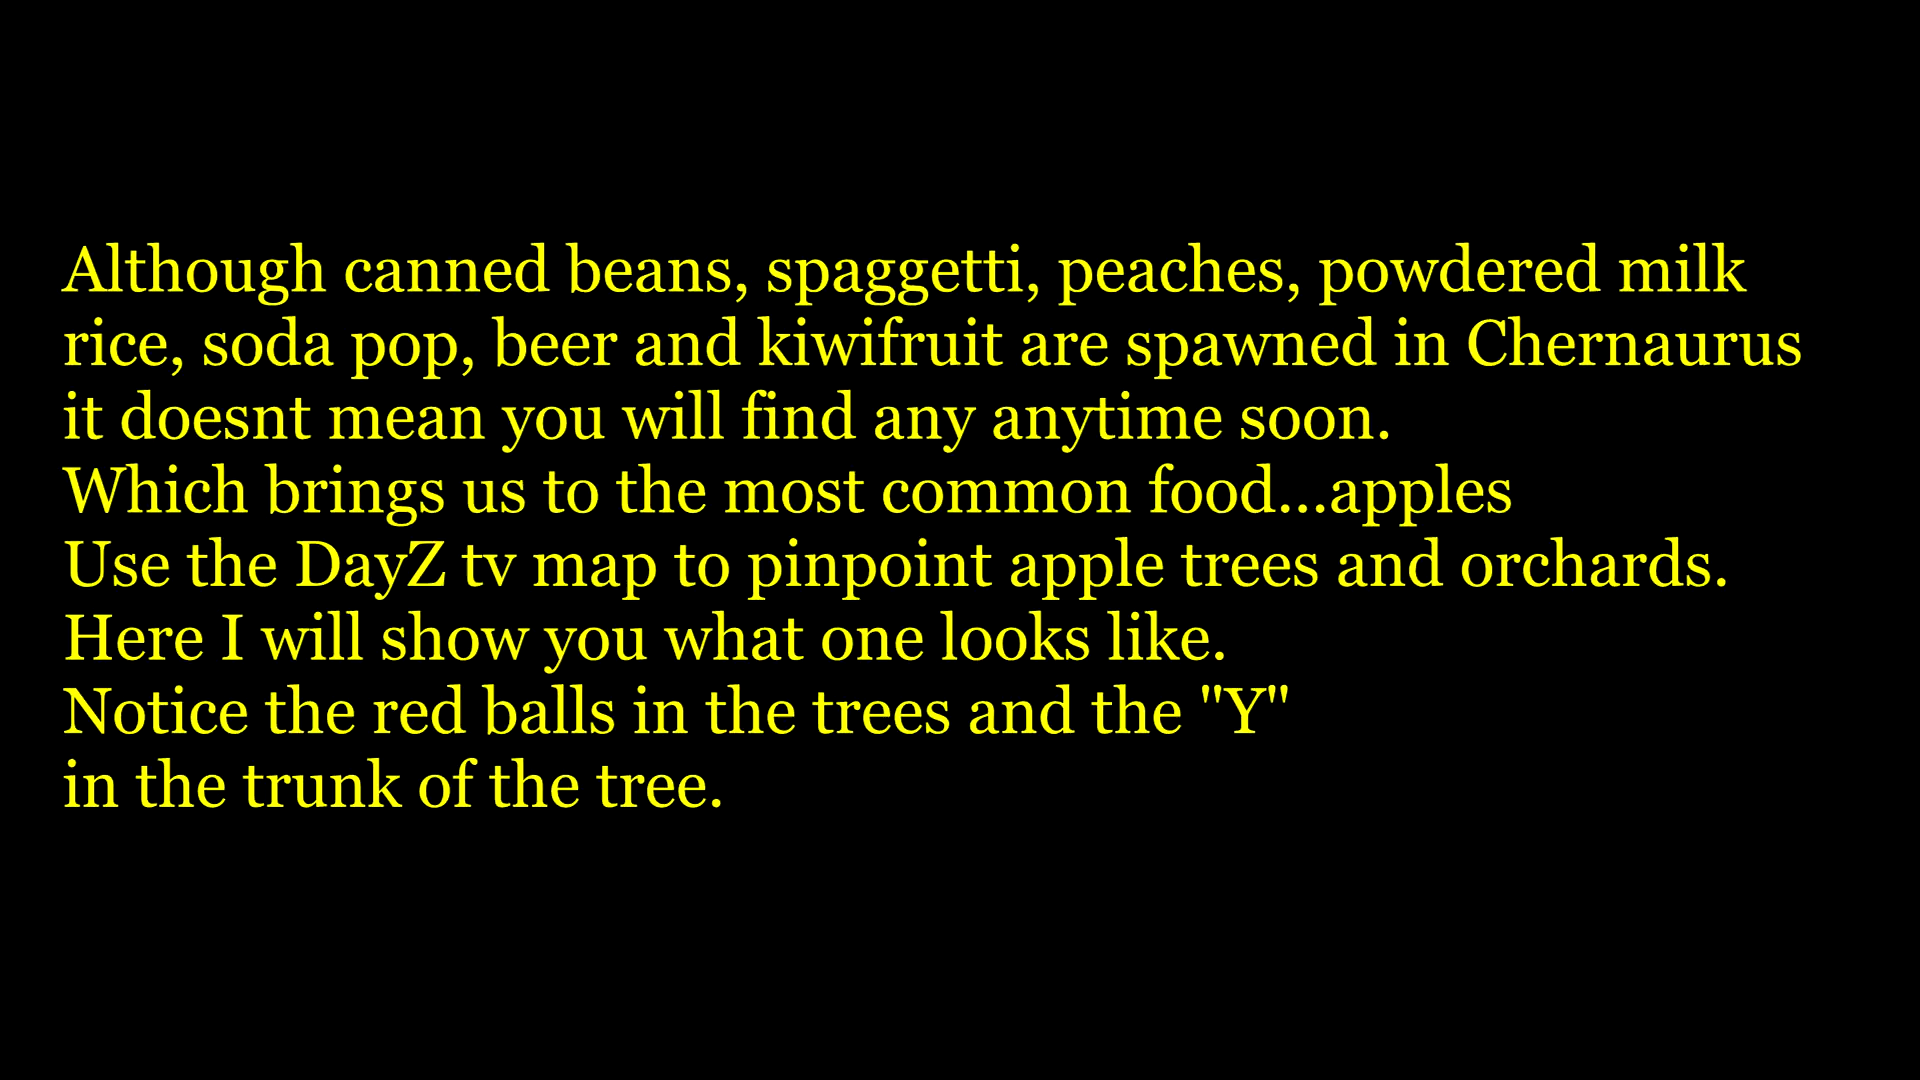 Although canned beans, spaggetti, peaches, powdered milk
rice, soda pop, beer and kiwifruit are spawned in Chernaurus
it doesnt mean you will find any anytime soon.
Which brings us to the most common food...apples
Use the DayZ tv map to pinpoint apple trees and orchards.
Here I will show you what one looks like.
Notice the red balls in the trees and the "Y"
in the trunk of the tree.